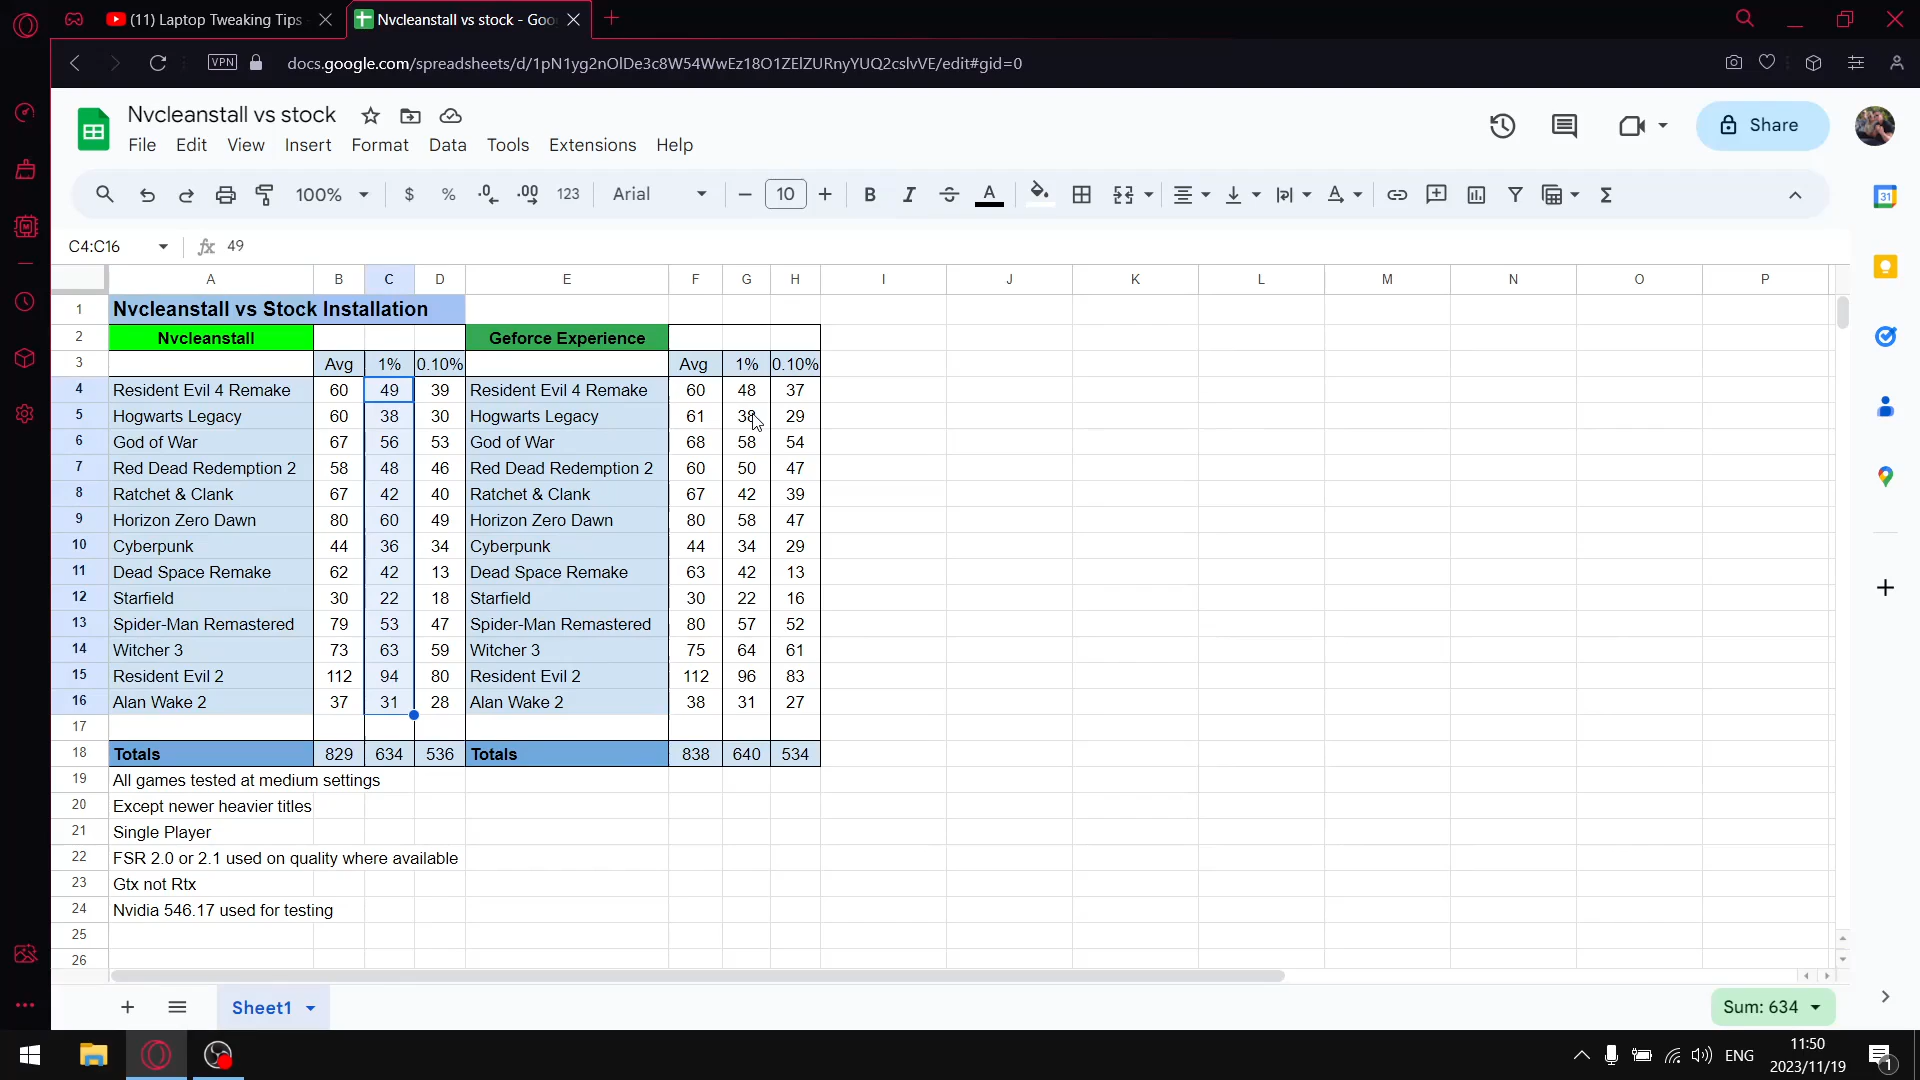 (11) Laptop Tweaking Tips
Nvcleanstall vs stock - Goo
VPN
docs.google.com/spreadsheets/d/1pN1yg2nOlDe3c8W54WwEz18O1ZElZURnyYUQ2cslvVE/edit#gid=0
Nvcleanstall vs stock
File Edit View Insert Format Data Tools Extensions Help
Share
100% $ % .0 .00 123 Arial 10 B I A
31
C4:C16 fx 49
A B C D E F G H I J K L M N O P
1 Nvcleanstall vs Stock Installation
2 Nvcleanstall Geforce Experience
3 Avg 1% 0.10% Avg 1% 0.10%
4 Resident Evil 4 Remake 60 49 39 Resident Evil 4 Remake 60 48 37
5 Hogwarts Legacy 60 38 30 Hogwarts Legacy 61 38 29
6 God of War 67 56 53 God of War 68 58 54
7 Red Dead Redemption 2 58 48 46 Red Dead Redemption 2 60 50 47
8 Ratchet & Clank 67 42 40 Ratchet & Clank 67 42 39
9 Horizon Zero Dawn 80 60 49 Horizon Zero Dawn 80 58 47
10 Cyberpunk 44 36 34 Cyberpunk 44 34 29
11 Dead Space Remake 62 42 13 Dead Space Remake 63 42 13
12 Starfield 30 22 18 Starfield 30 22 16
13 Spider-Man Remastered 79 53 47 Spider-Man Remastered 80 57 52
14 Witcher 3 73 63 59 Witcher 3 75 64 61
15 Resident Evil 2 112 94 80 Resident Evil 2 112 96 83
16 Alan Wake 2 37 31 28 Alan Wake 2 38 31 27
17
18 Totals 829 634 536 Totals 838 640 534
19 All games tested at medium settings
20 Except newer heavier titles
21 Single Player
22 FSR 2.0 or 2.1 used on quality where available
23 Gtx not Rtx
24 Nvidia 546.17 used for testing
25
26
Sheet1
Sum: 634
ENG
11:50
2023/11/19
1